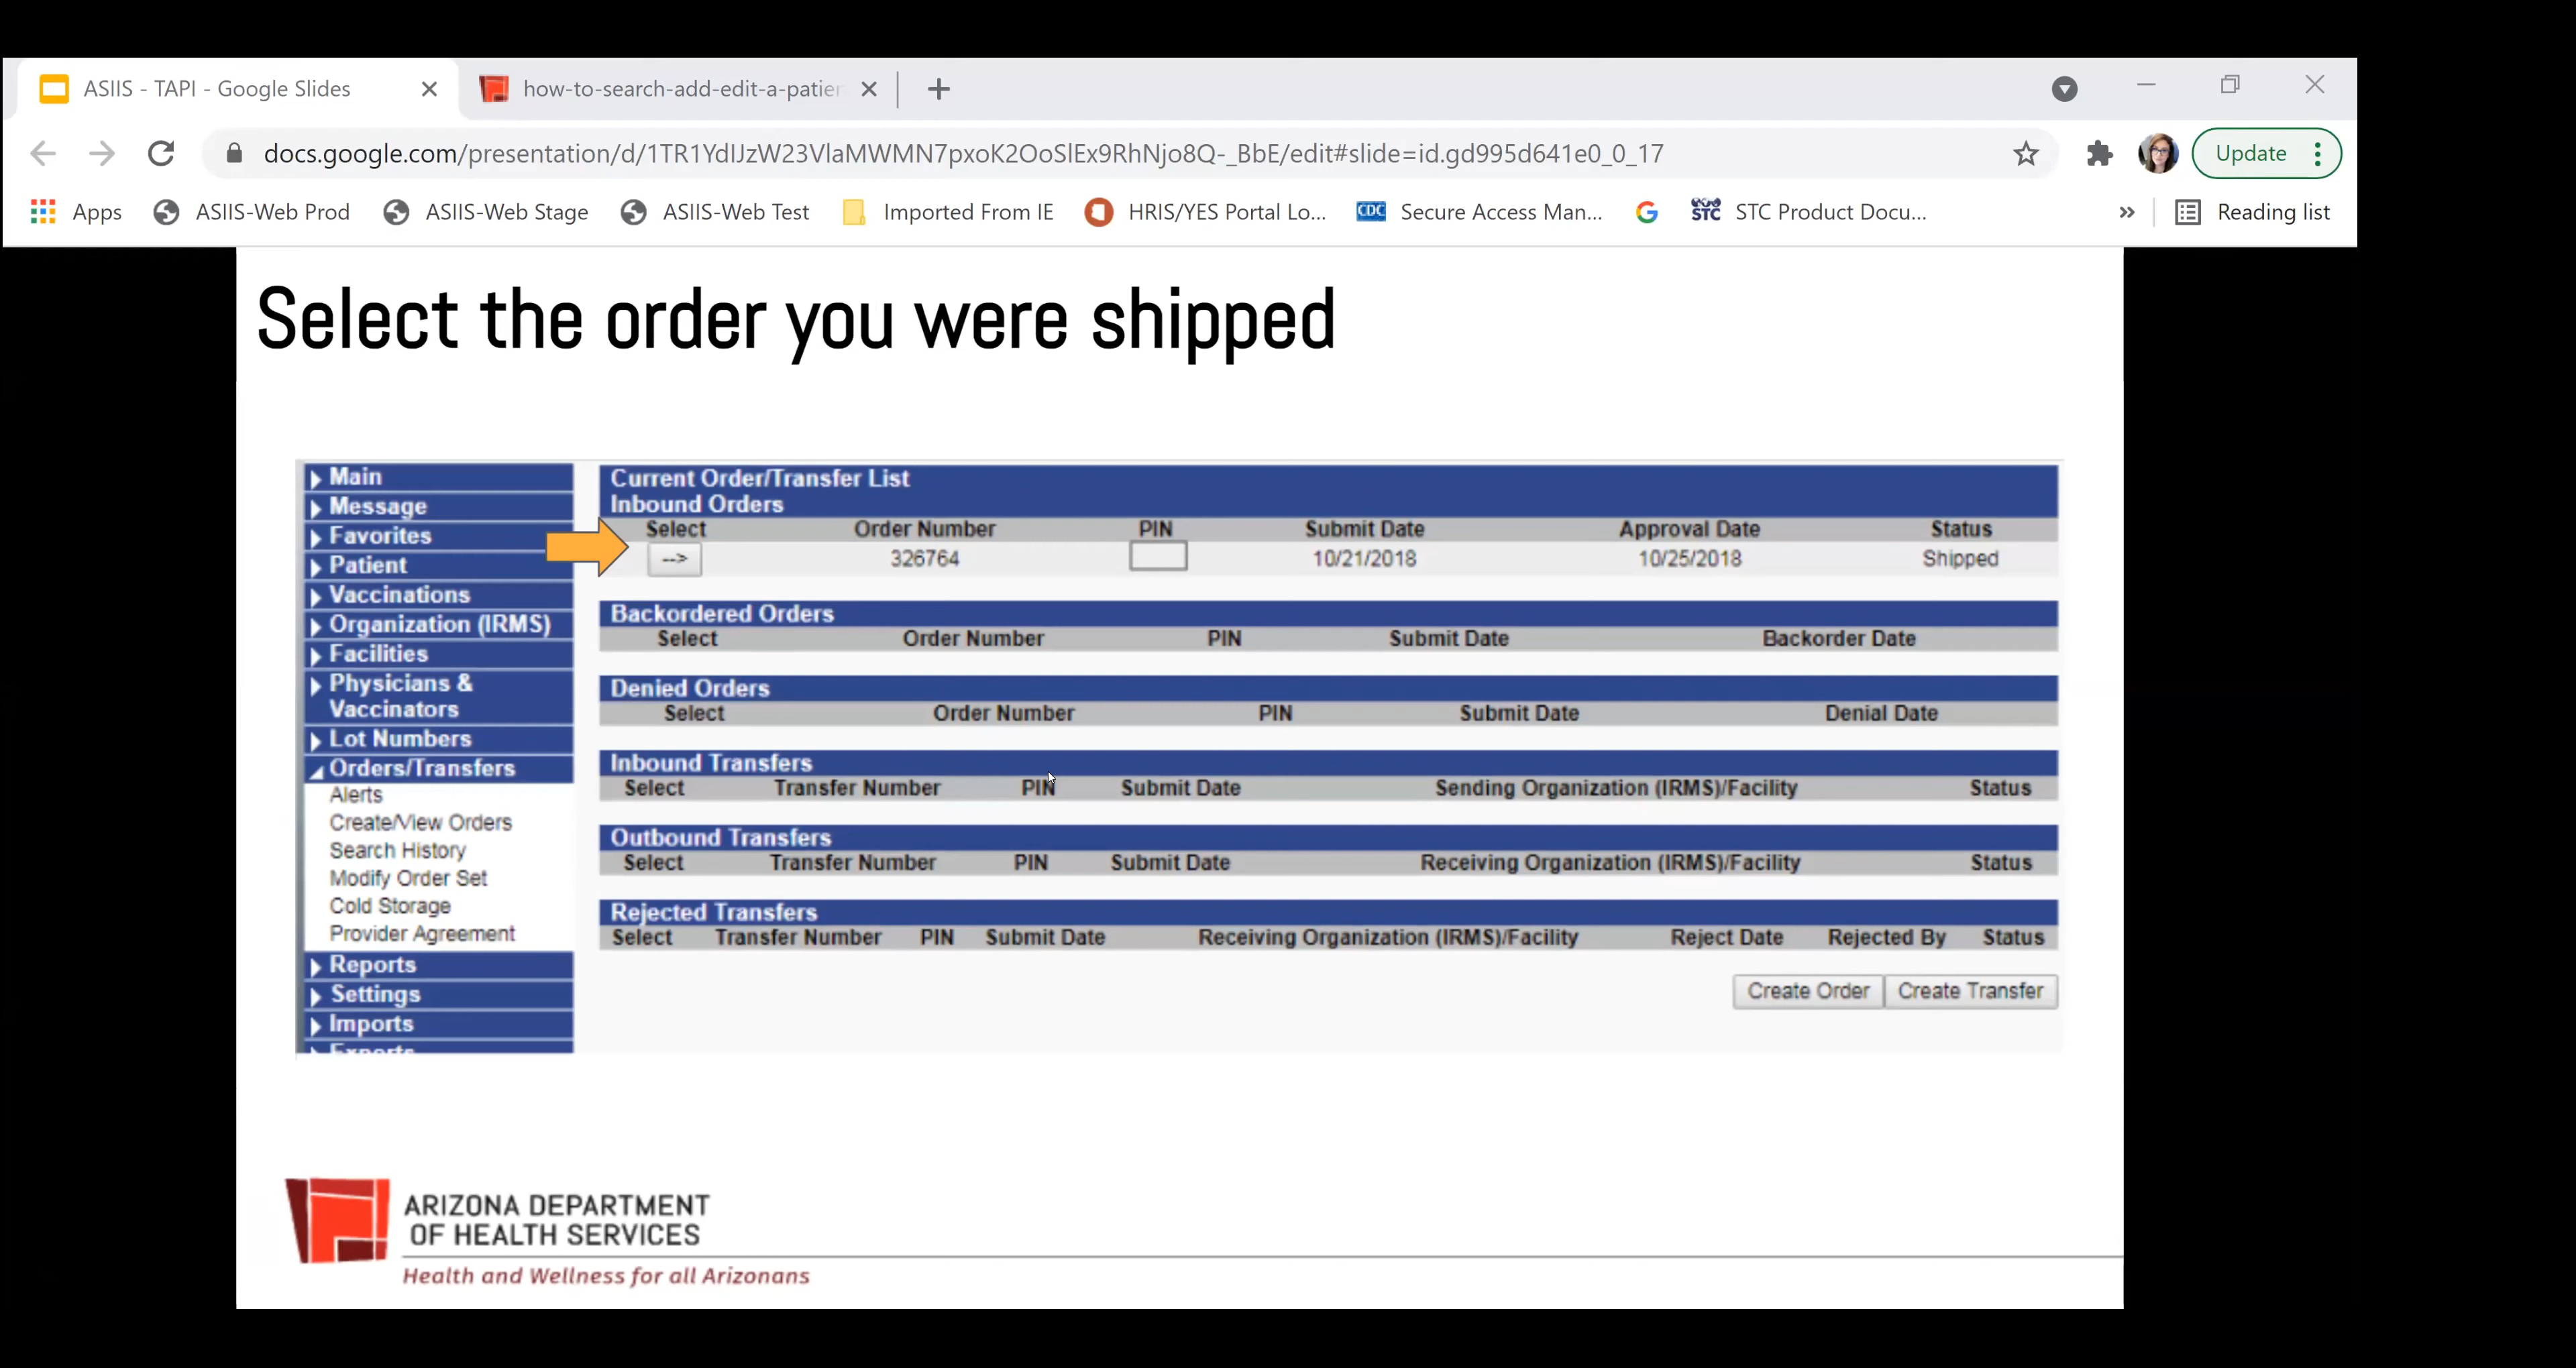 ASIIS - TAPI - Google Slides
how-to-search-add-edit-a-patien
docs.google.com/presentation/d/1TR1YdIJzW23VlaMWMN7pxoK2OoSlEx9RhNjo8Q-_BbE/edit#slide=id.gd995d641e0_0_17
Update
Apps ASIIS-Web Prod ASIIS-Web Stage ASIIS-Web Test Imported From IE HRIS/YES Portal Lo... CDC Secure Access Man... G STC STC Product Docu... » Reading list
Select the order you were shipped
Main
Message
Favorites
Patient
Vaccinations
Organization (IRMS)
Facilities
Physicians &
Vaccinators
Lot Numbers
Orders/Transfers
Alerts
Create/View Orders
Search History
Modify Order Set
Cold Storage
Provider Agreement
Reports
Settings
Imports
Exports
Current Order/Transfer List
Inbound Orders
Select Order Number PIN Submit Date Approval Date Status
--> 326764 10/21/2018 10/25/2018 Shipped
Backordered Orders
Select Order Number PIN Submit Date Backorder Date
Denied Orders
Select Order Number PIN Submit Date Denial Date
Inbound Transfers
Select Transfer Number PIN Submit Date Sending Organization (IRMS)/Facility Status
Outbound Transfers
Select Transfer Number PIN Submit Date Receiving Organization (IRMS)/Facility Status
Rejected Transfers
Select Transfer Number PIN Submit Date Receiving Organization (IRMS)/Facility Reject Date Rejected By Status
Create Order Create Transfer
ARIZONA DEPARTMENT
OF HEALTH SERVICES
Health and Wellness for all Arizonans